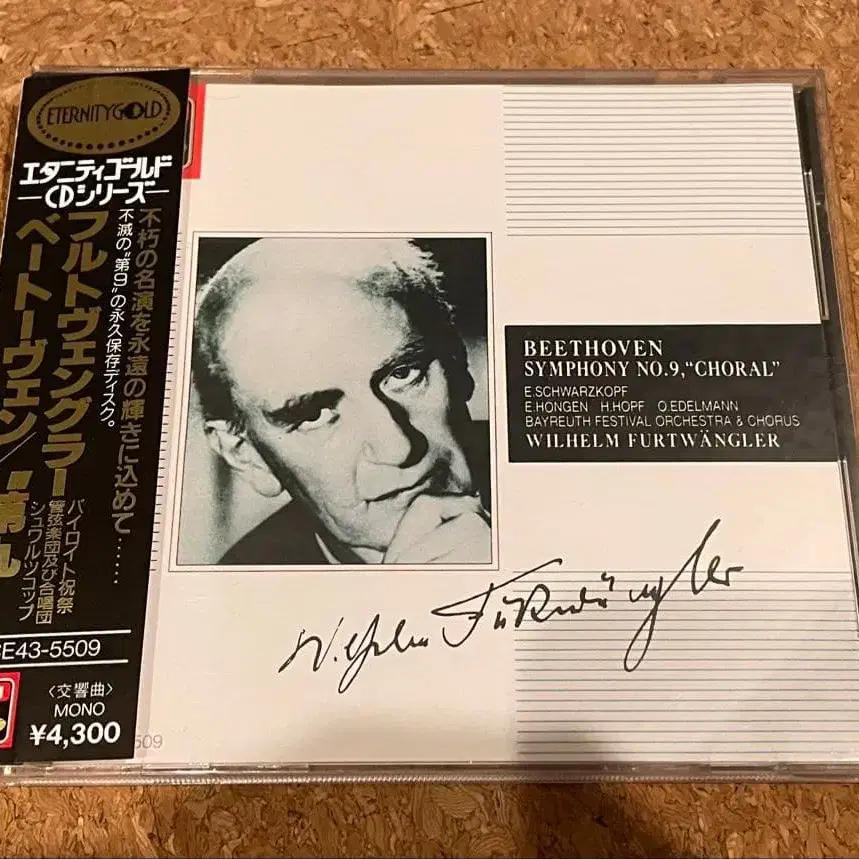 ETERNITY GOLD
エタニティゴールド
CDシリーズ
不朽の名演を永遠の輝きに込めて……
不滅の"第9"の永久保存ディスク。
フルトヴェングラー
ベートーヴェン/
バイロイト祝祭
管弦楽団及び合唱団
シュワルツコップ
E43-5509
〈交響曲〉
MONO
¥4,300
BEETHOVEN
SYMPHONY NO.9,"CHORAL"
E.SCHWARZKOPF
E.HONGEN H.HOPF O.EDELMANN
BAYREUTH FESTIVAL ORCHESTRA & CHORUS
WILHELM FURTWÄNGLER
Wilhelm Furtwängler
509